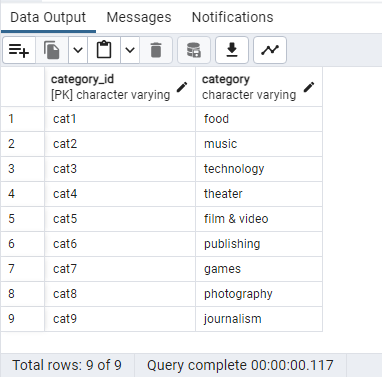 Data Output Messages Notifications
category_id category
[PK] character varying character varying
1 cat1 food
2 cat2 music
3 cat3 technology
4 cat4 theater
5 cat5 film & video
6 cat6 publishing
7 cat7 games
8 cat8 photography
9 cat9 journalism
Total rows: 9 of 9 Query complete 00:00:00.117